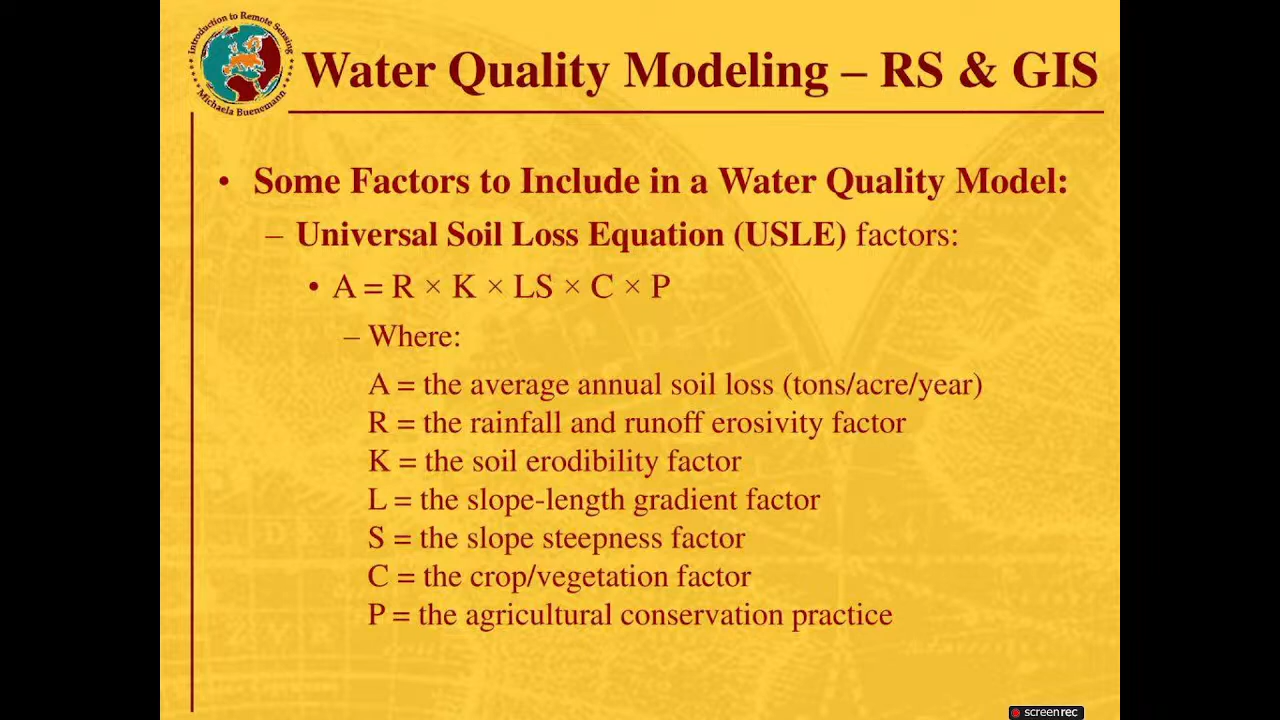 Introduction to Remote Sensing
Michaela Buenemann
Water Quality Modeling – RS & GIS
• Some Factors to Include in a Water Quality Model:
– Universal Soil Loss Equation (USLE) factors:
• A = R × K × LS × C × P
– Where:
A = the average annual soil loss (tons/acre/year)
R = the rainfall and runoff erosivity factor
K = the soil erodibility factor
L = the slope-length gradient factor
S = the slope steepness factor
C = the crop/vegetation factor
P = the agricultural conservation practice
screenrec